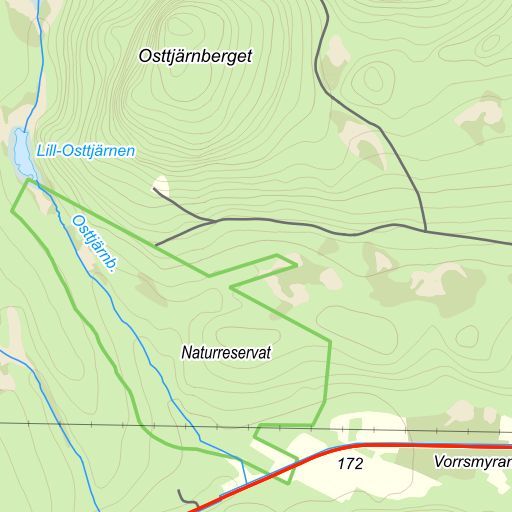 Osttjärnberget
Lill-Osttjärnen
Osttjärnb.
Naturreservat
172
Vorrsmyran